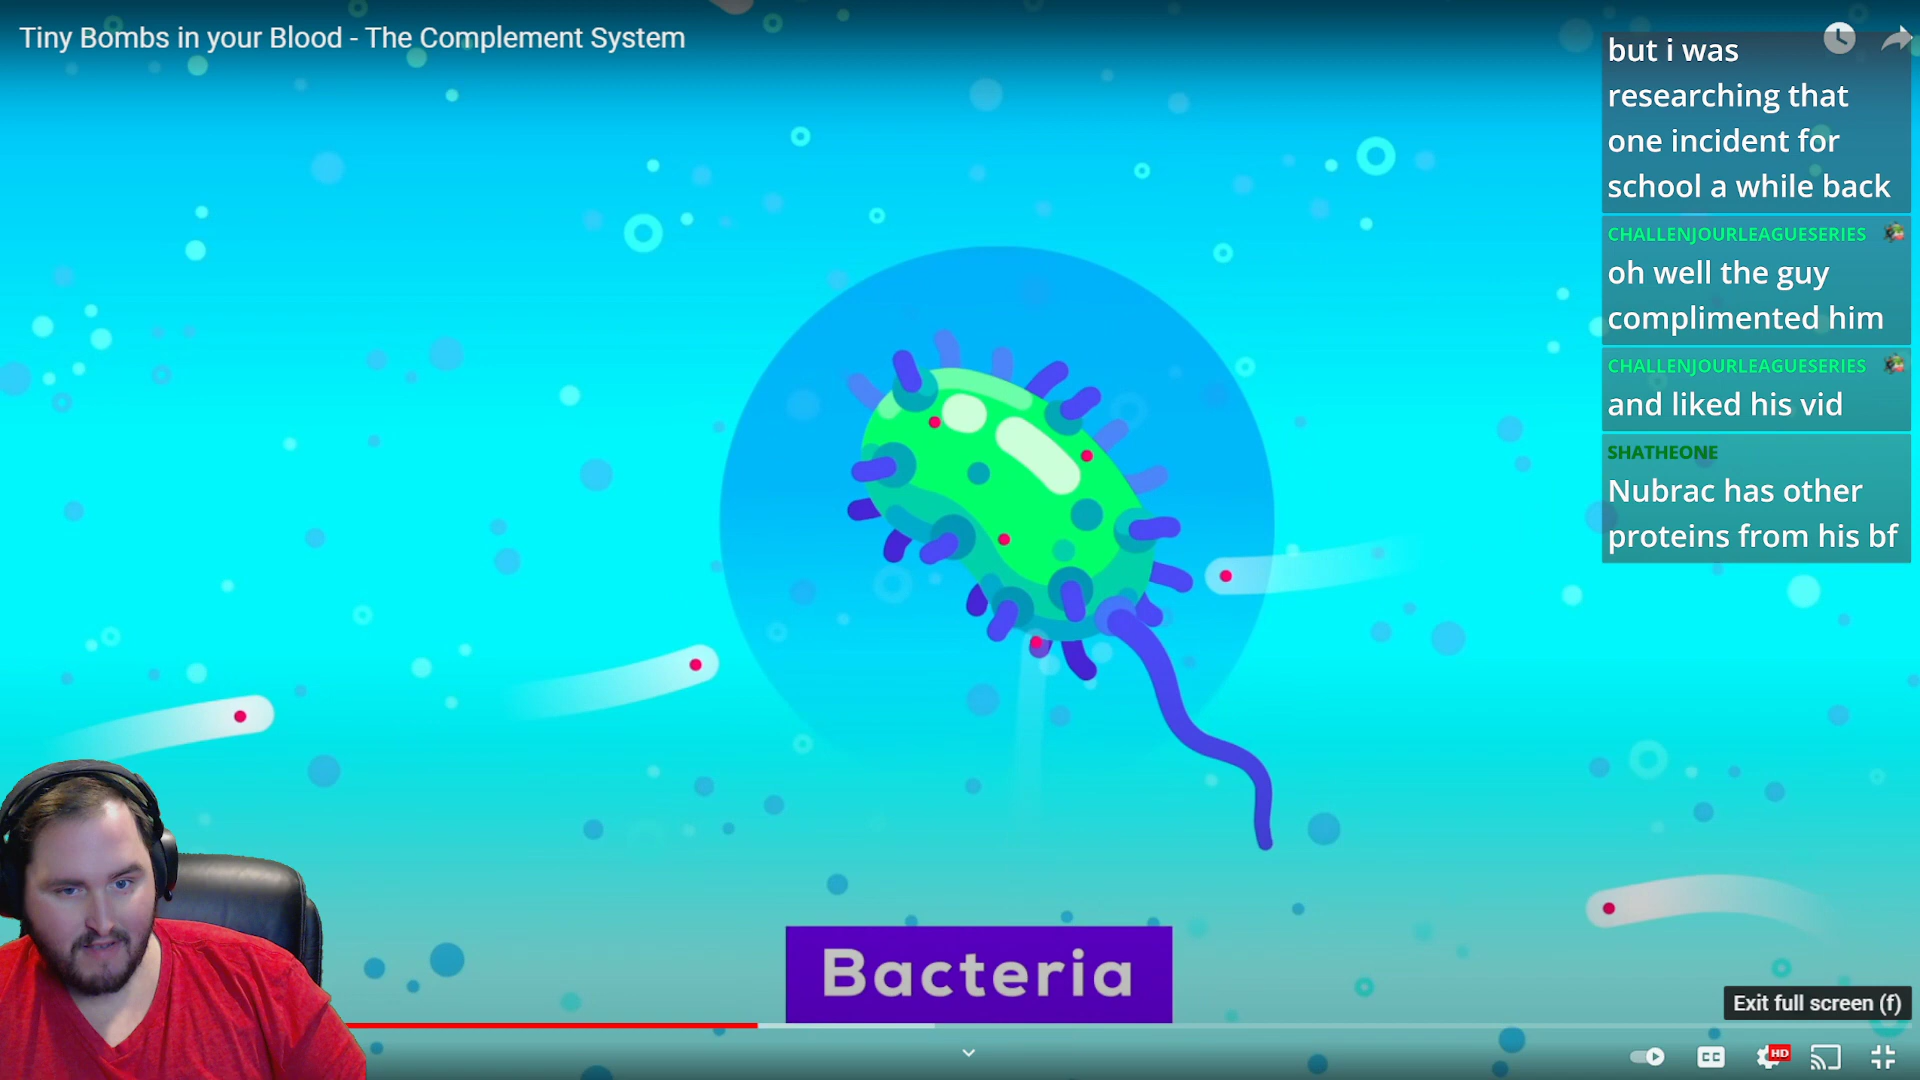 Tiny Bombs in your Blood - The Complement System
but i was
researching that
one incident for
school a while back
CHALLENJOURLEAGUESERIES
oh well the guy
complimented him
CHALLENJOURLEAGUESERIES
and liked his vid
SHATHEONE
Nubrac has other
proteins from his bf
Bacteria
Exit full screen (f)
CC
HD